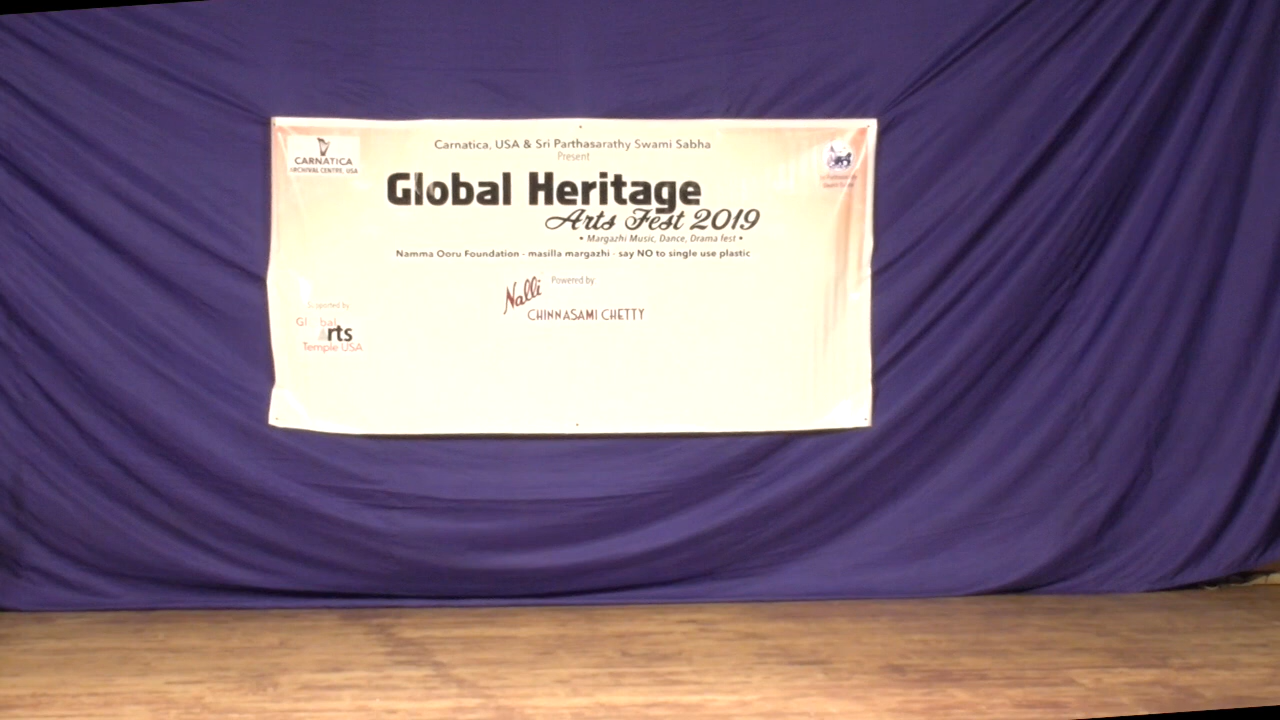 CARNATICA
ARCHIVAL CENTRE, USA
Carnatica, USA & Sri Parthasarathy Swami Sabha
Present
Global Heritage
Arts Fest 2019
• Margazhi Music, Dance, Drama fest •
Namma Ooru Foundation - masilla margazhi - say NO to single use plastic
Powered by
Nalli
CHINNASAMI CHETTY
Supported by
Global
Arts
Temple USA